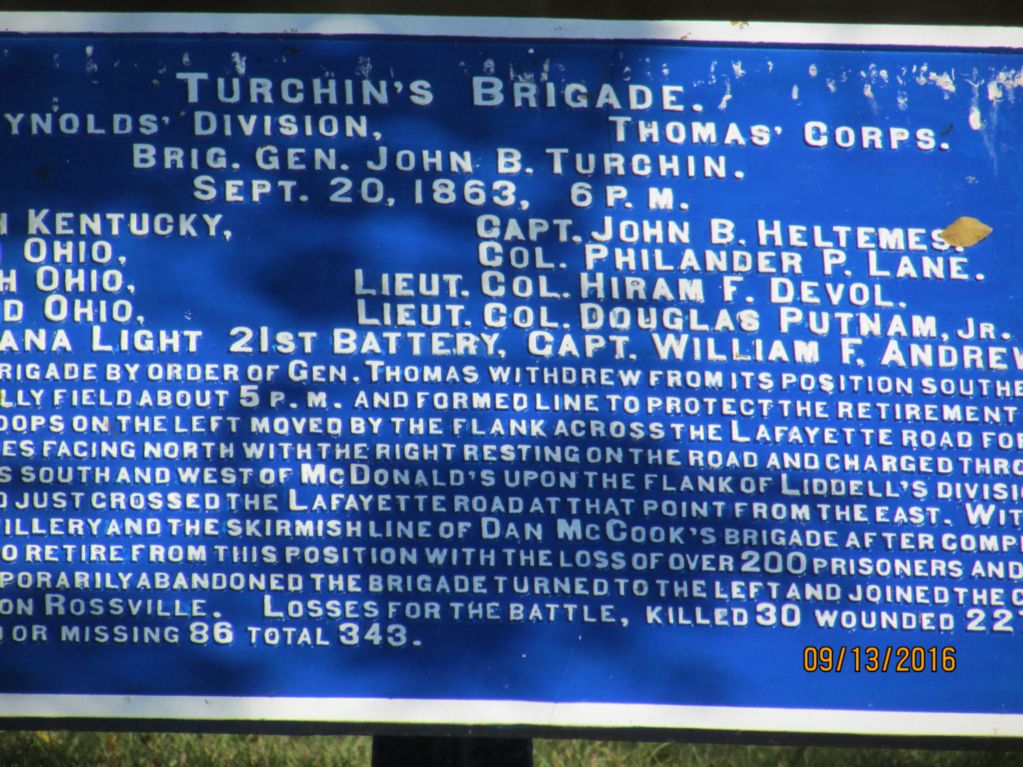 TURCHIN'S BRIGADE.
YNOLDS' DIVISION, THOMAS' CORPS.
BRIG. GEN. JOHN B. TURCHIN.
SEPT. 20, 1863, 6 P. M.
H KENTUCKY, CAPT. JOHN B. HELTEMES.
OHIO, COL. PHILANDER P. LANE.
H OHIO, LIEUT. COL. HIRAM F. DEVOL.
D OHIO, LIEUT. COL. DOUGLAS PUTNAM, JR.
ANA LIGHT 21ST BATTERY, CAPT. WILLIAM F. ANDREW
RIGADE BY ORDER OF GEN. THOMAS WITHDREW FROM ITS POSITION SOUTHE
LLY FIELD ABOUT 5 P. M. AND FORMED LINE TO PROTECT THE RETIREMENT
OOPS ON THE LEFT MOVED BY THE FLANK ACROSS THE LAFAYETTE ROAD FOR
ES FACING NORTH WITH THE RIGHT RESTING ON THE ROAD AND CHARGED THRO
S SOUTH AND WEST OF MCDONALD'S UPON THE FLANK OF LIDDELL'S DIVISI
D JUST CROSSED THE LAFAYETTE ROAD AT THAT POINT FROM THE EAST. WIT
ILLERY AND THE SKIRMISH LINE OF DAN MCCOOK'S BRIGADE AFTER COMP
O RETIRE FROM THIS POSITION WITH THE LOSS OF OVER 200 PRISONERS AND
PORARILY ABANDONED THE BRIGADE TURNED TO THE LEFT AND JOINED THE C
ON ROSSVILLE. LOSSES FOR THE BATTLE, KILLED 30 WOUNDED 227
OR MISSING 86 TOTAL 343.
09/13/2016